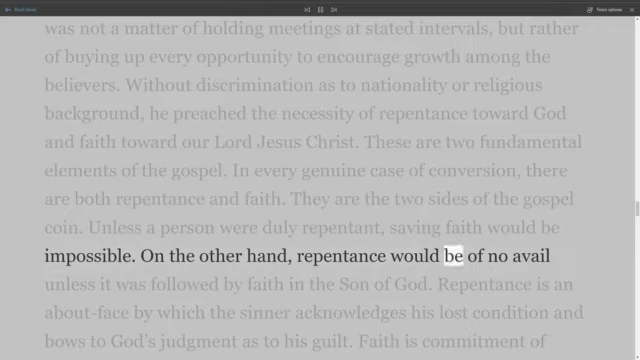 Read aloud
Voice options
was not a matter of holding meetings at stated intervals, but rather
of buying up every opportunity to encourage growth among the
believers. Without discrimination as to nationality or religious
background, he preached the necessity of repentance toward God
and faith toward our Lord Jesus Christ. These are two fundamental
elements of the gospel. In every genuine case of conversion, there
are both repentance and faith. They are the two sides of the gospel
coin. Unless a person were duly repentant, saving faith would be
impossible. On the other hand, repentance would be of no avail
unless it was followed by faith in the Son of God. Repentance is an
about-face by which the sinner acknowledges his lost condition and
bows to God's judgment as to his guilt. Faith is commitment of